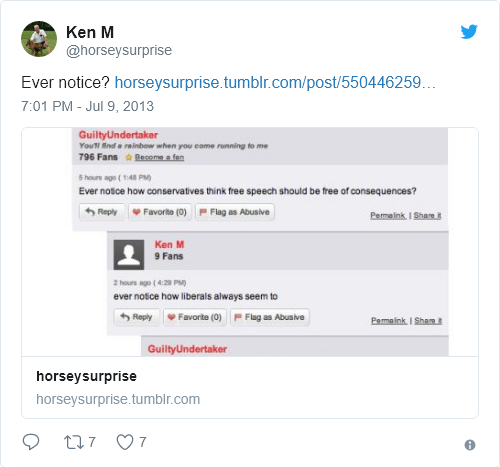 Ken M
@horseysurprise
Ever notice? horseysurprise.tumblr.com/post/550446259…
7:01 PM - Jul 9, 2013
GuiltyUndertaker
You'll find a rainbow when you come running to me
796 Fans Become a fan
5 hours ago ( 1:48 PM)
Ever notice how conservatives think free speech should be free of consequences?
Reply Favorite (0) Flag as Abusive
Permalink | Share it
Ken M
9 Fans
2 hours ago ( 4:29 PM)
ever notice how liberals always seem to
Reply Favorite (0) Flag as Abusive
Permalink | Share it
GuiltyUndertaker
horseysurprise
horseysurprise.tumblr.com
7 7